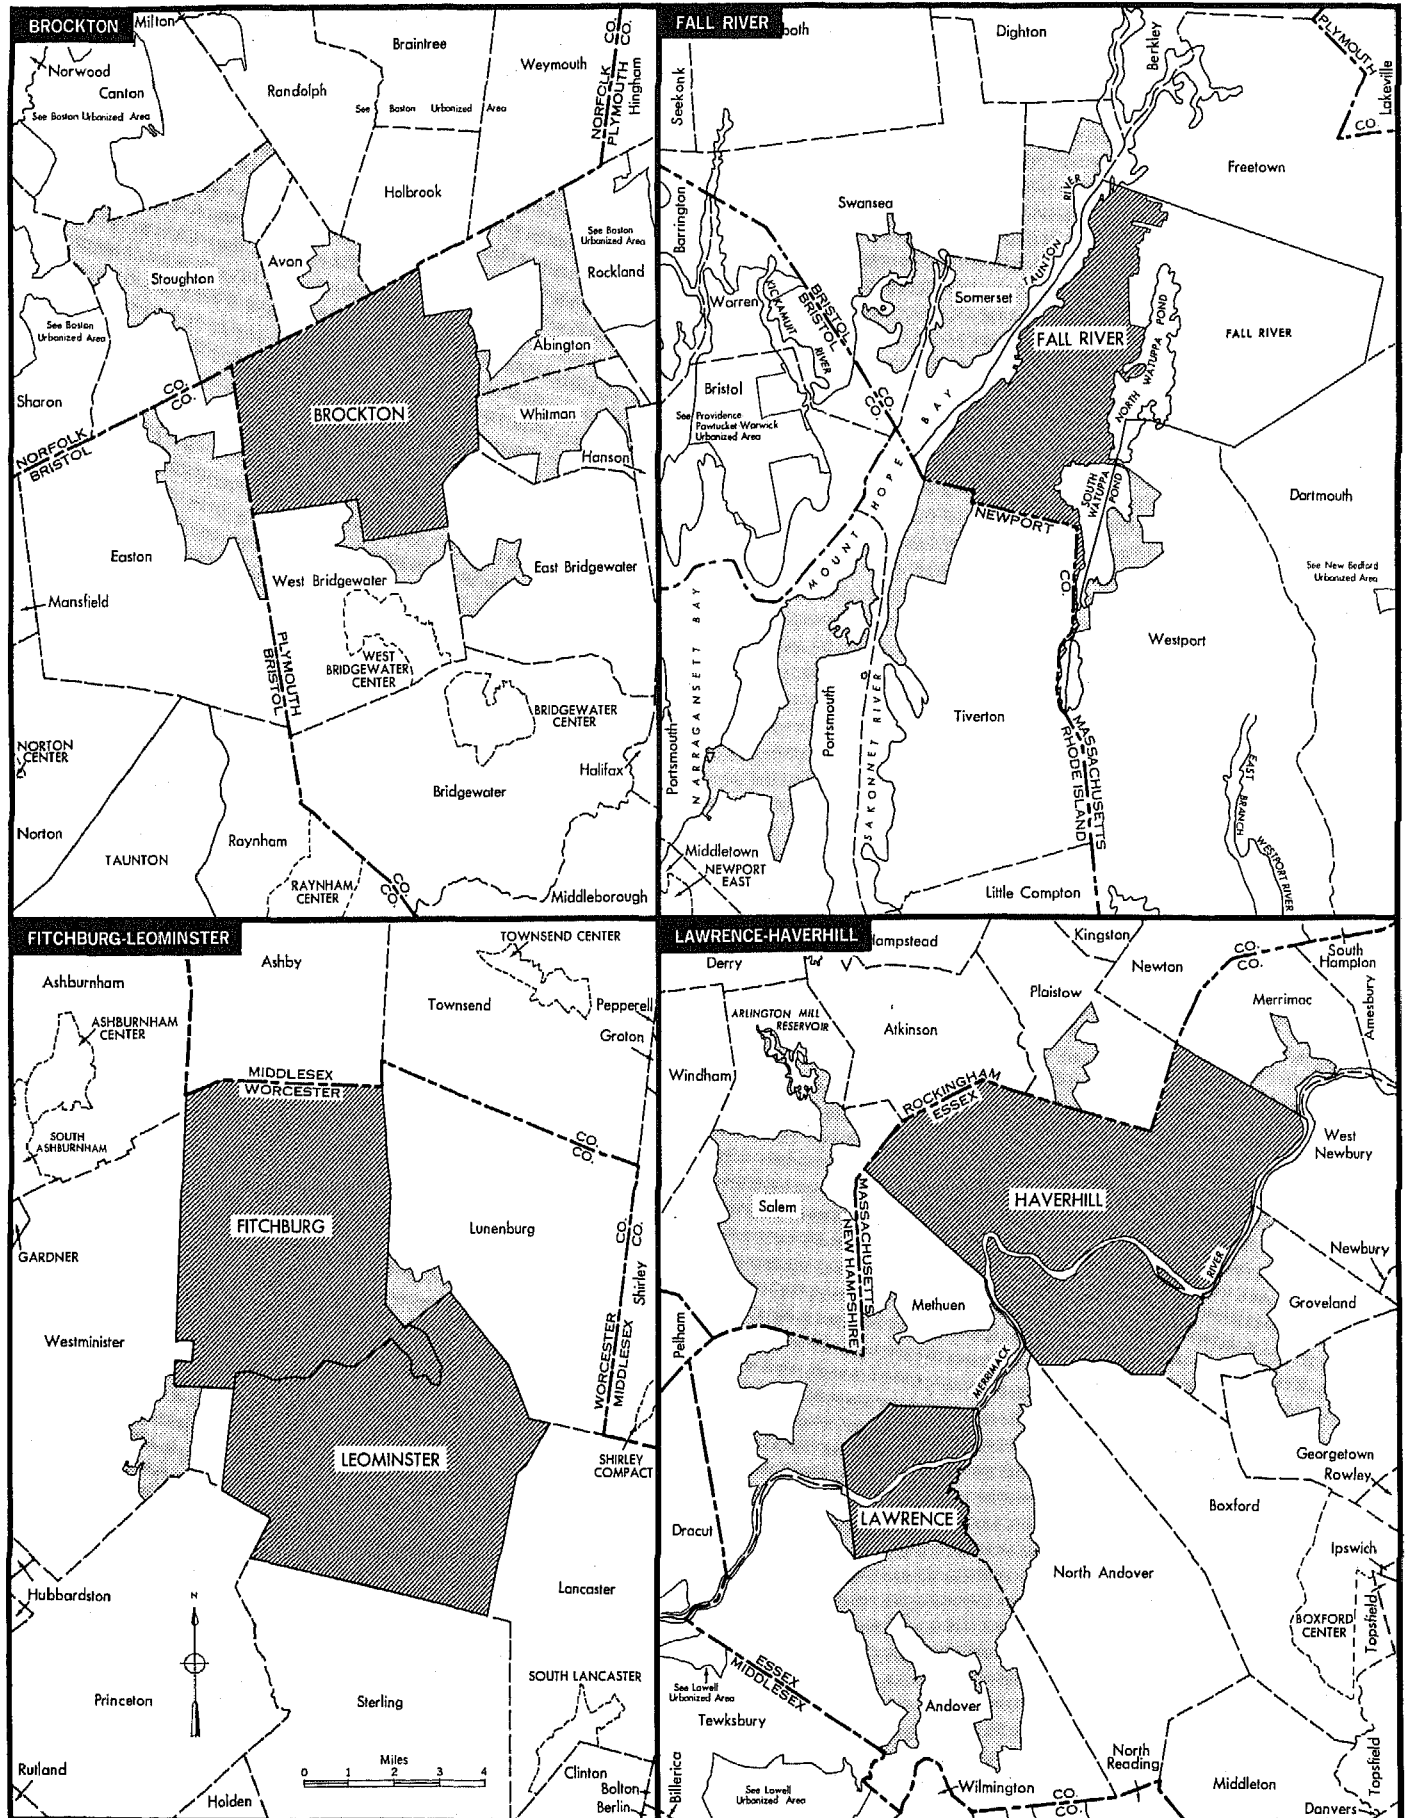 BROCKTON
Milton
Norwood
Canton
See Boston Urbanized Area
Randolph
Braintree
See Boston Urbanized Area
Weymouth
CO.
CO.
NORFOLK
PLYMOUTH
Hingham
Holbrook
See Boston
Urbanized Area
Rockland
Stoughton
Avon
See Boston
Urbanized Area
Abington
Sharon
CO.
CO.
BROCKTON
Whitman
NORFOLK
BRISTOL
Hanson
Easton
West Bridgewater
East Bridgewater
Mansfield
PLYMOUTH
BRISTOL
WEST
BRIDGEWATER
CENTER
BRIDGEWATER
CENTER
NORTON
CENTER
Halifax
Bridgewater
Norton
TAUNTON
Raynham
RAYNHAM
CENTER
CO.
CO.
Middleborough
FALL RIVER
both
Dighton
Berkley
PLYMOUTH
CO.
Lakeville
Seekonk
Freetown
Barrington
Swansea
TAUNTON RIVER
Warren
KICKAMUIT RIVER
BRISTOL
BRISTOL
CO.
CO.
Somerset
FALL RIVER
NORTH WATUPPA POND
FALL RIVER
Bristol
See Providence
Pawtucket-Warwick
Urbanized Area
MOUNT HOPE BAY
SOUTH
WATUPPA
POND
NEWPORT
CO.
Dartmouth
See New Bedford
Urbanized Area
NARRAGANSETT BAY
Westport
Portsmouth
Portsmouth
SAKONNET RIVER
Tiverton
MASSACHUSETTS
RHODE ISLAND
EAST BRANCH
WESTPORT RIVER
Middletown
NEWPORT
EAST
Little Compton
FITCHBURG-LEOMINSTER
Ashby
TOWNSEND CENTER
Ashburnham
Townsend
Pepperell
ASHBURNHAM
CENTER
Groton
MIDDLESEX
WORCESTER
SOUTH
ASHBURNHAM
CO.
CO.
FITCHBURG
Lunenburg
CO.
CO.
GARDNER
Shirley
Westminister
WORCESTER
MIDDLESEX
LEOMINSTER
SHIRLEY
COMPACT
Hubbardston
N
Lancaster
SOUTH LANCASTER
Princeton
Sterling
Rutland
Miles
0 1 2 3 4
Clinton
Bolton
Berlin
Holden
LAWRENCE-HAVERHILL
Hampstead
Kingston
CO.
CO.
South
Hampton
Derry
Newton
Plaistow
Merrimac
Amesbury
ARLINGTON MILL
RESERVOIR
Atkinson
Windham
ROCKINGHAM
ESSEX
West
Newbury
Salem
MASSACHUSETTS
NEW HAMPSHIRE
HAVERHILL
Newbury
RIVER
Methuen
Groveland
Pelham
MERRIMACK
Georgetown
Rowley
LAWRENCE
Boxford
Dracut
Ipswich
North Andover
BOXFORD
CENTER
Topsfield
ESSEX
MIDDLESEX
See Lowell
Urbanized Area
Tewksbury
Andover
North
Reading
Topsfield
Billerica
See Lowell
Urbanized Area
Wilmington
CO.
CO.
Middleton
Danvers